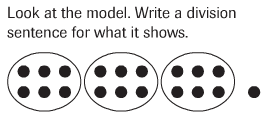 Look at the model. Write a division
sentence for what it shows.